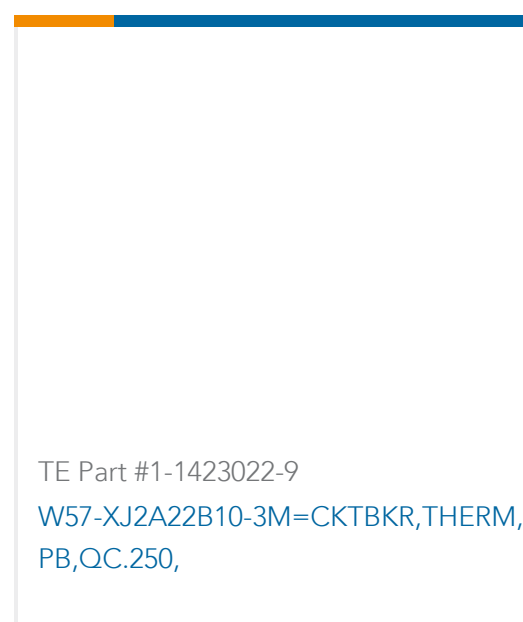 TE Part #1-1423022-9
W57-XJ2A22B10-3M=CKTBKR,THERM,
PB,QC.250,